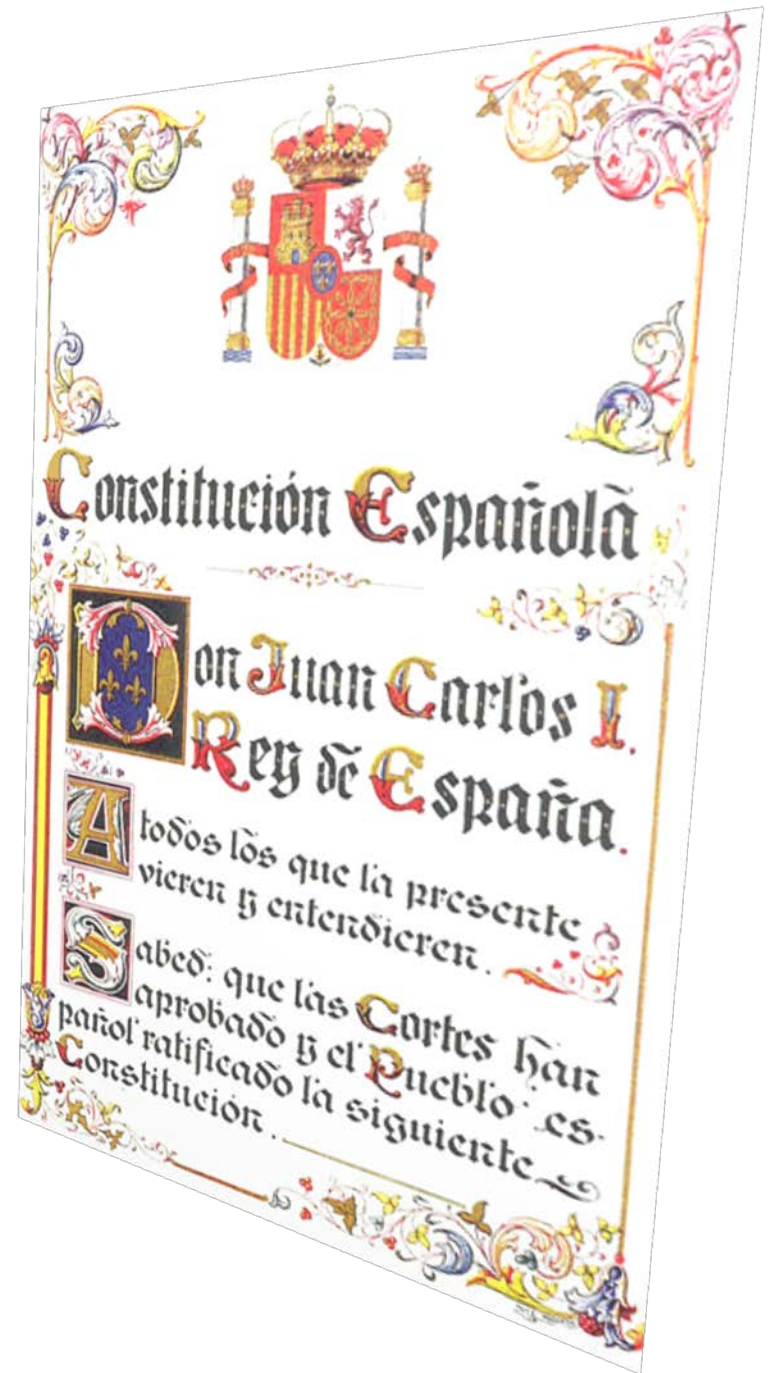 Constitución Española
Don Juan Carlos I.
Rey de España.
A todos los que la presente
vieren y entendieren.
Sabed: que las Cortes han
aprobado y el Pueblo es-
pañol ratificado la siguiente
Constitución.